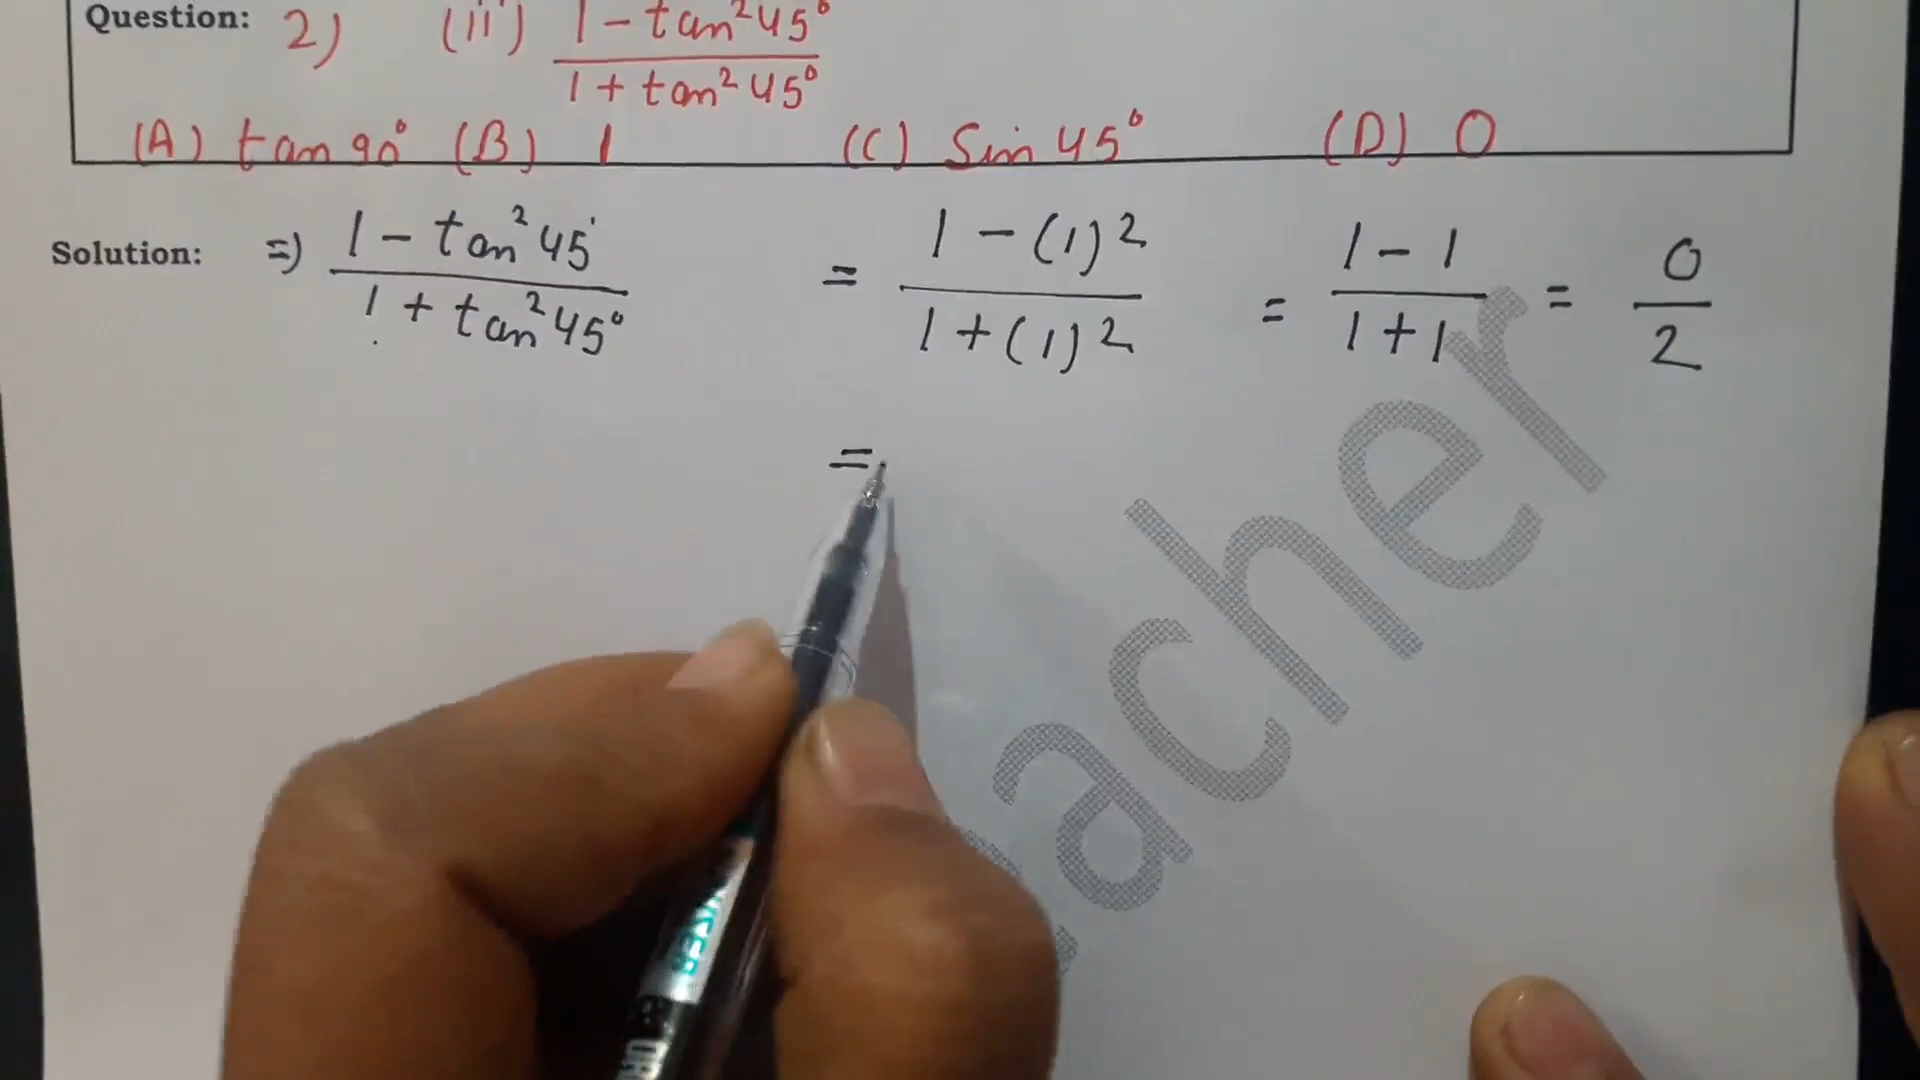 Question: 2) (ii) 1 - tan²45° / 1 + tan²45°
(A) tan 90° (B) 1 (C) Sin 45° (D) 0
Solution: ⇒) 1 - tan²45° / 1 + tan²45° = 1 - (1)² / 1 + (1)² = 1 - 1 / 1 + 1 = 0 / 2
=